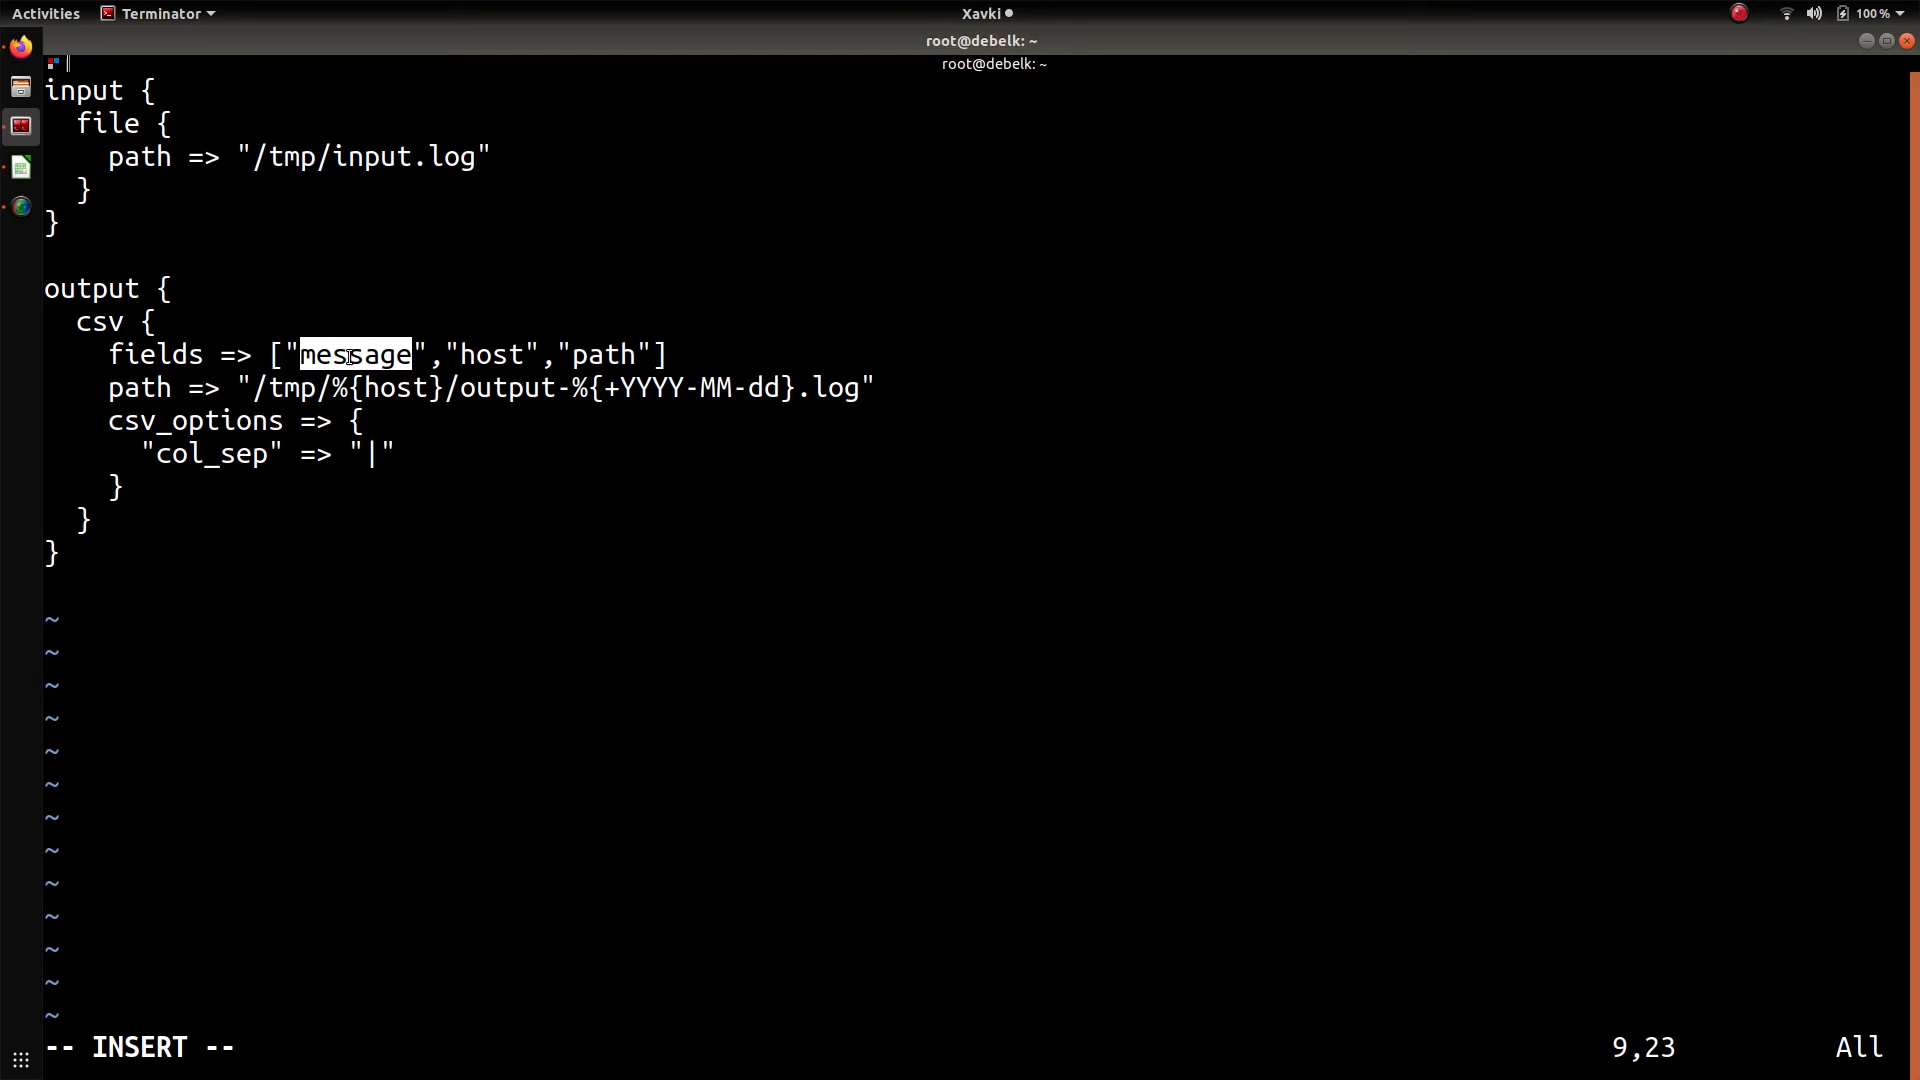 Activities Terminator Xavki 100 %
root@debelk: ~
root@debelk: ~
input {
  file {
    path => "/tmp/input.log"
  }
}
output {
  csv {
    fields => ["message","host","path"]
    path => "/tmp/%{host}/output-%{+YYYY-MM-dd}.log"
    csv_options => {
      "col_sep" => "|"
    }
  }
}
~
~
~
~
~
~
~
~
~
~
~
~
~
-- INSERT -- 9,23 All